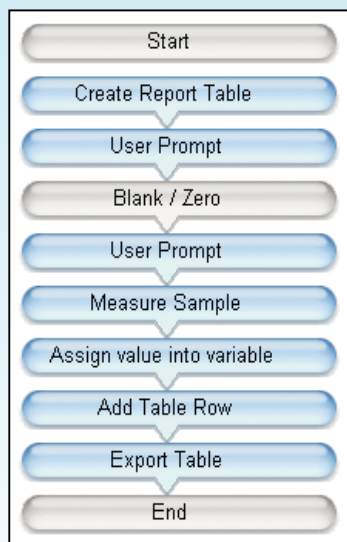 Start
Create Report Table
User Prompt
Blank / Zero
User Prompt
Measure Sample
Assign value into variable
Add Table Row
Export Table
End